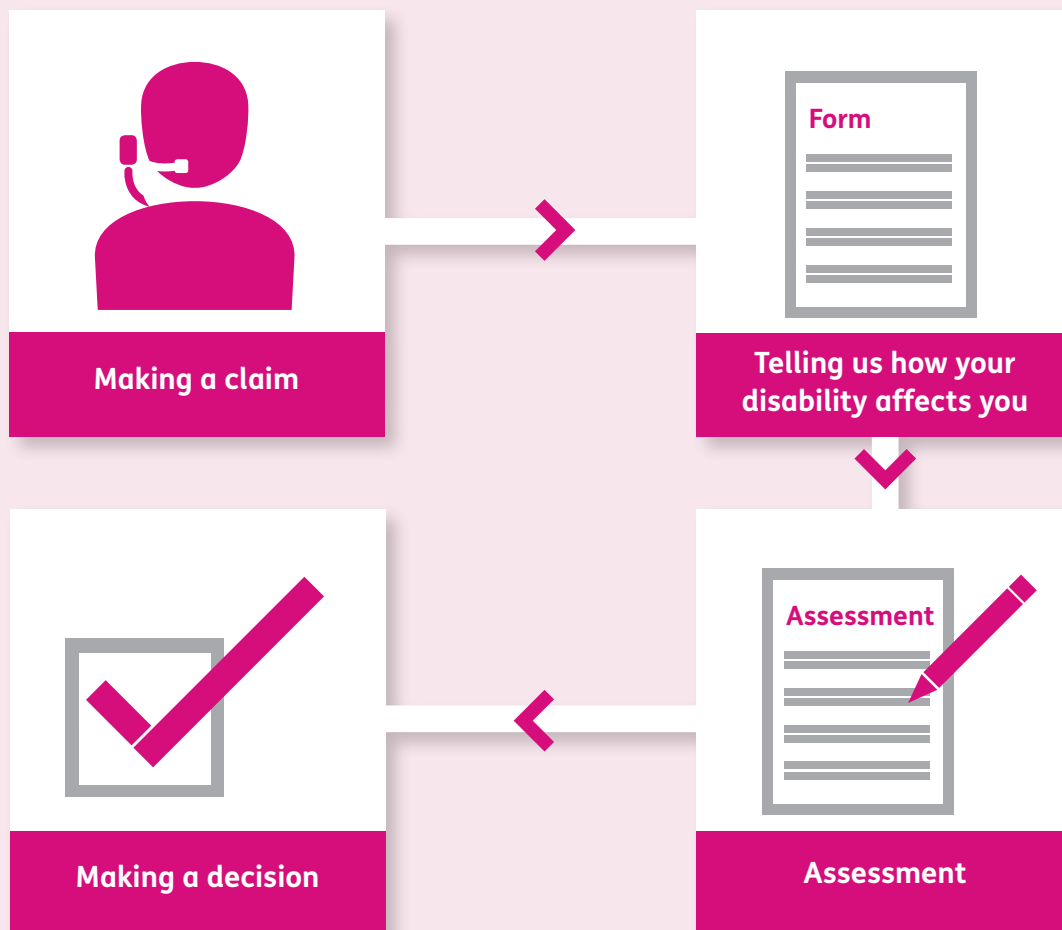 Making a claim
Form
Telling us how your
disability affects you
Assessment
Assessment
Making a decision